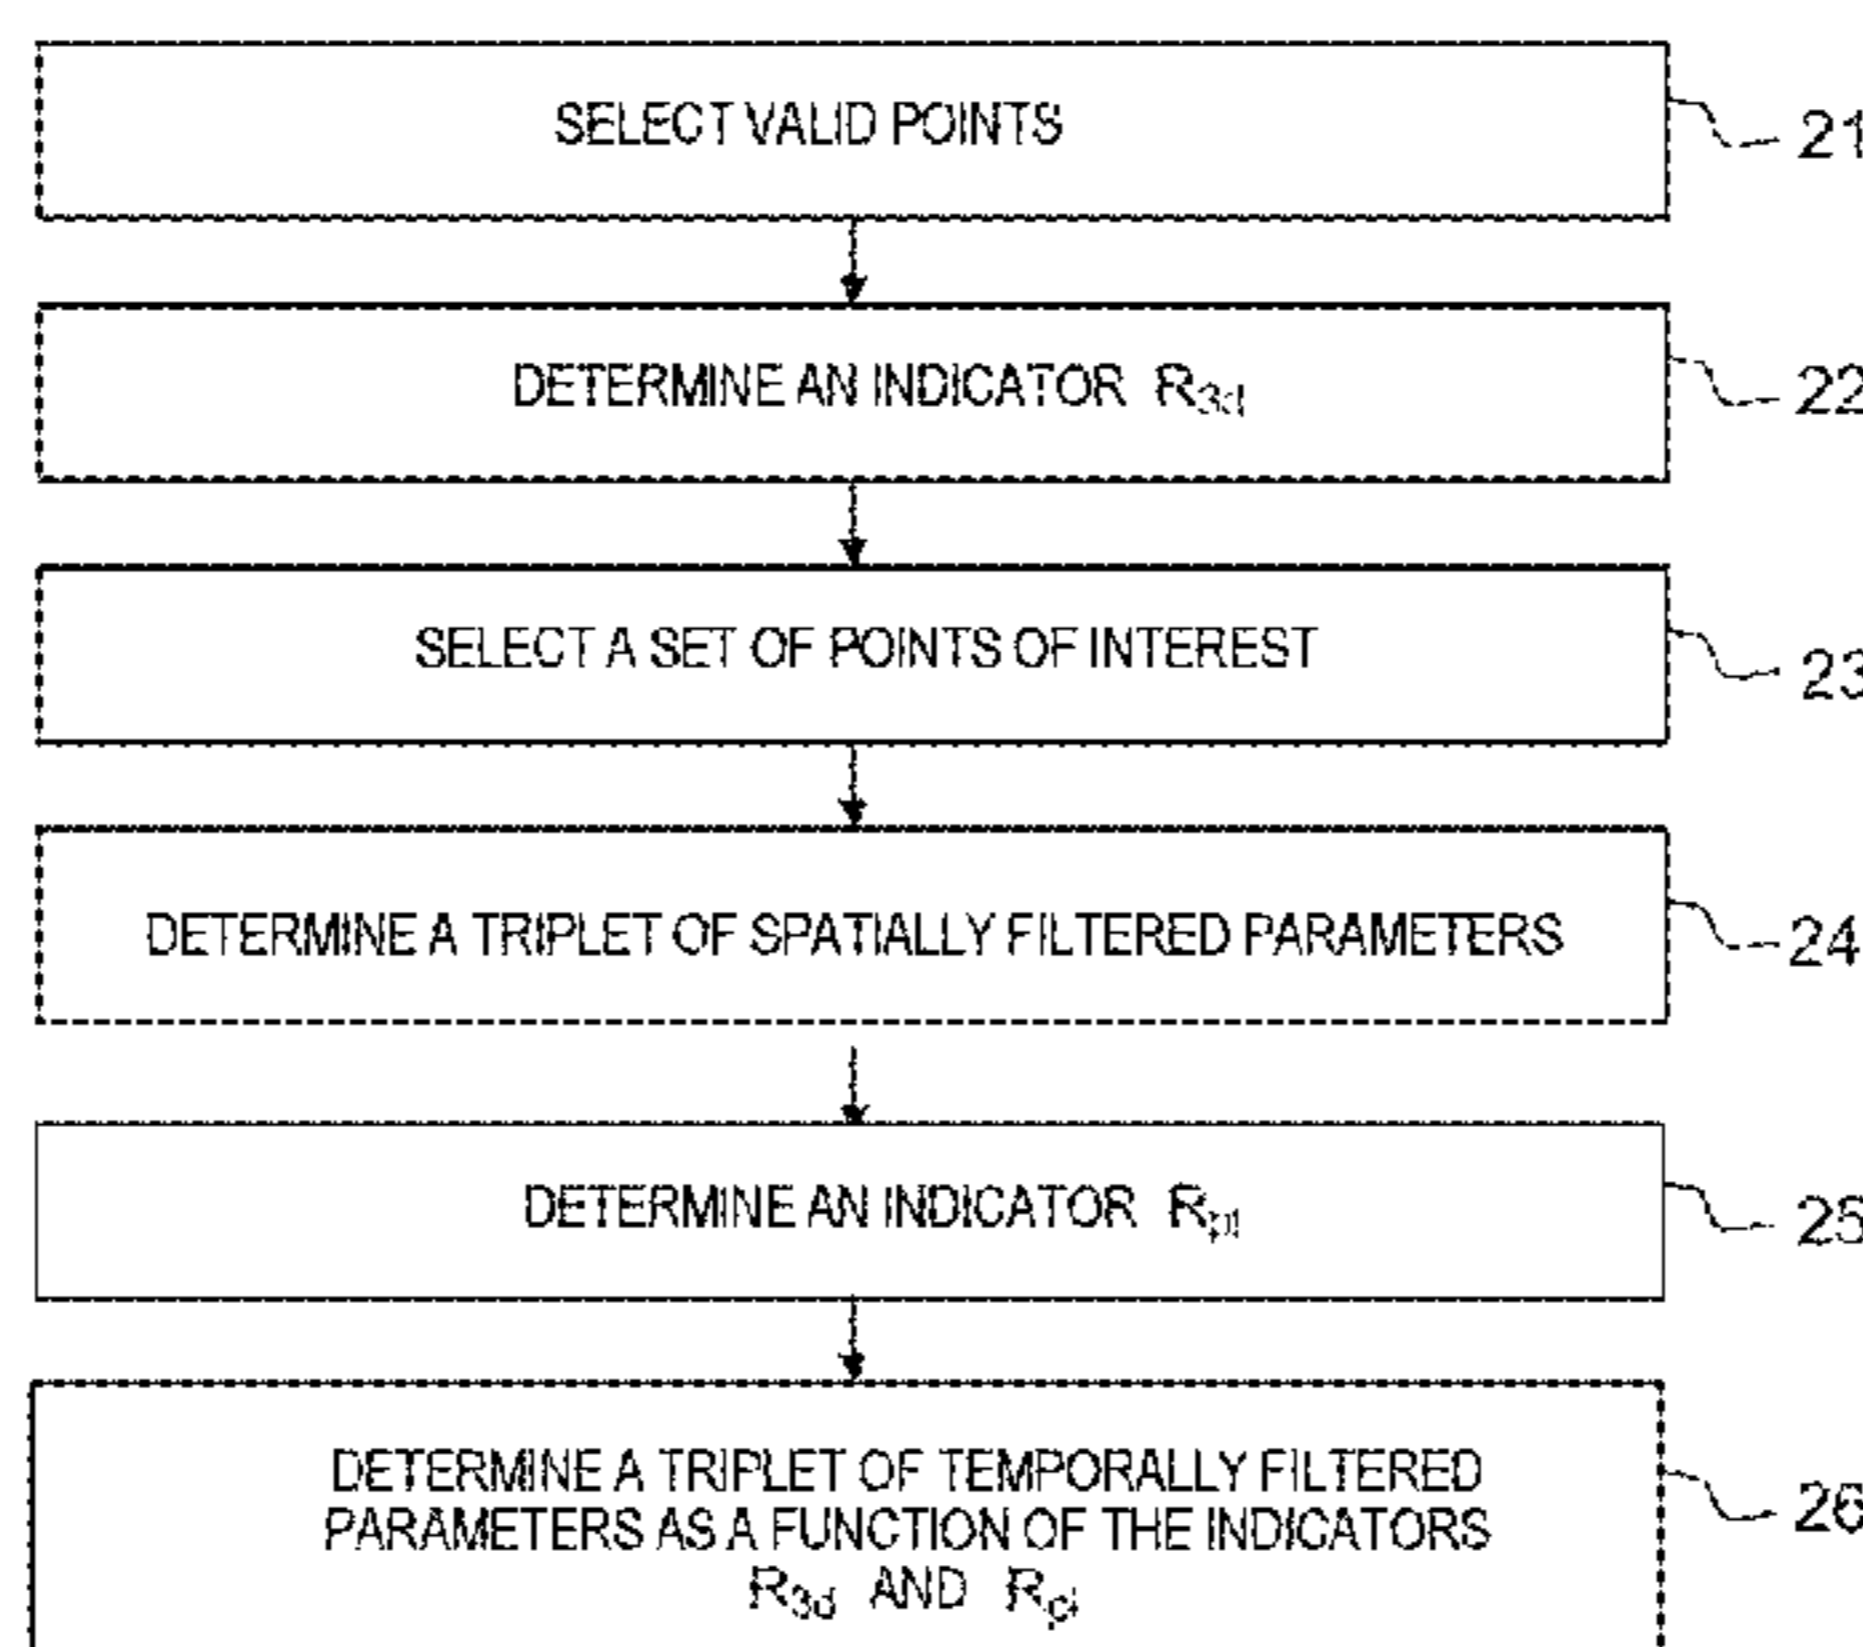 SELECT VALID POINTS
21
DETERMINE AN INDICATOR R3d
22
SELECT A SET OF POINTS OF INTEREST
23
DETERMINE A TRIPLET OF SPATIALLY FILTERED PARAMETERS
24
DETERMINE AN INDICATOR
25
DETERMINE A TRIPLET OF TEMPORALLY FILTERED
PARAMETERS AS A FUNCTION OF THE INDICATORS
R3d AND
26